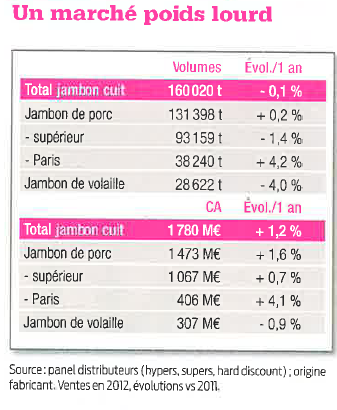 Un marché poids lourd
Volumes Évol./1 an
Total jambon cuit 160 020 t - 0,1 %
Jambon de porc 131 398 t + 0,2 %
- supérieur 93 159 t - 1,4 %
- Paris 38 240 t + 4,2 %
Jambon de volaille 28 622 t - 4,0 %
CA Évol./1 an
Total jambon cuit 1 780 M€ + 1,2 %
Jambon de porc 1 473 M€ + 1,6 %
- supérieur 1 067 M€ + 0,7 %
- Paris 406 M€ + 4,1 %
Jambon de volaille 307 M€ - 0,9 %
Source : panel distributeurs (hypers, supers, hard discount) ; origine
fabricant. Ventes en 2012, évolutions vs 2011.